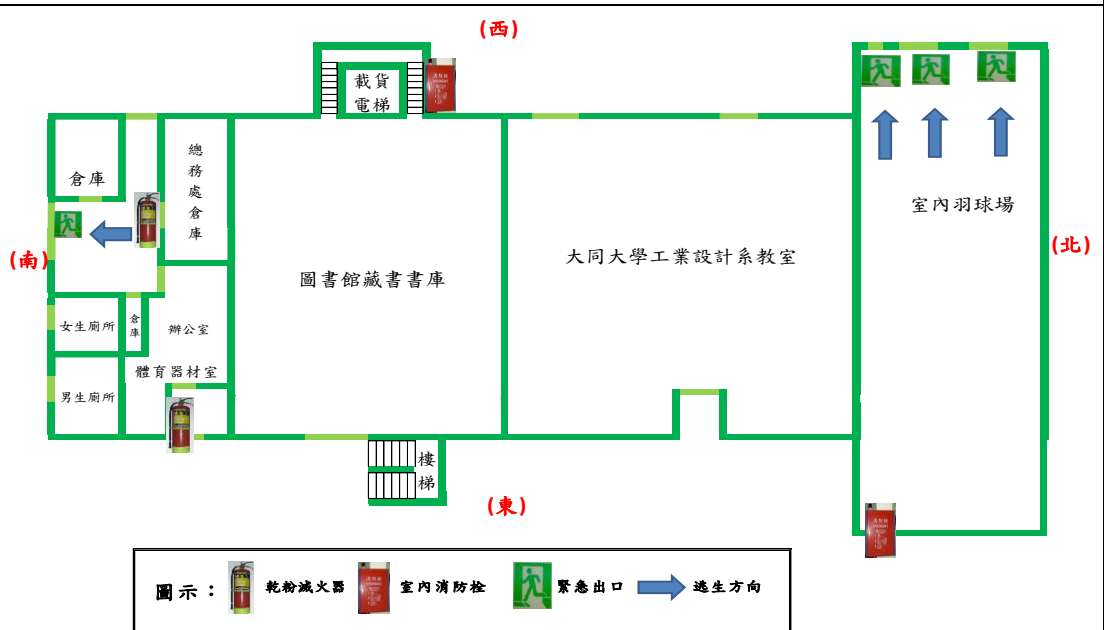 (西)
載貨
電梯
倉庫
總務處倉庫
室內羽球場
(南)
(北)
大同大學工業設計系教室
圖書館藏書書庫
女生廁所
倉庫
辦公室
體育器材室
男生廁所
樓梯
(東)
圖示：
乾粉滅火器
室內消防栓
緊急出口
逃生方向